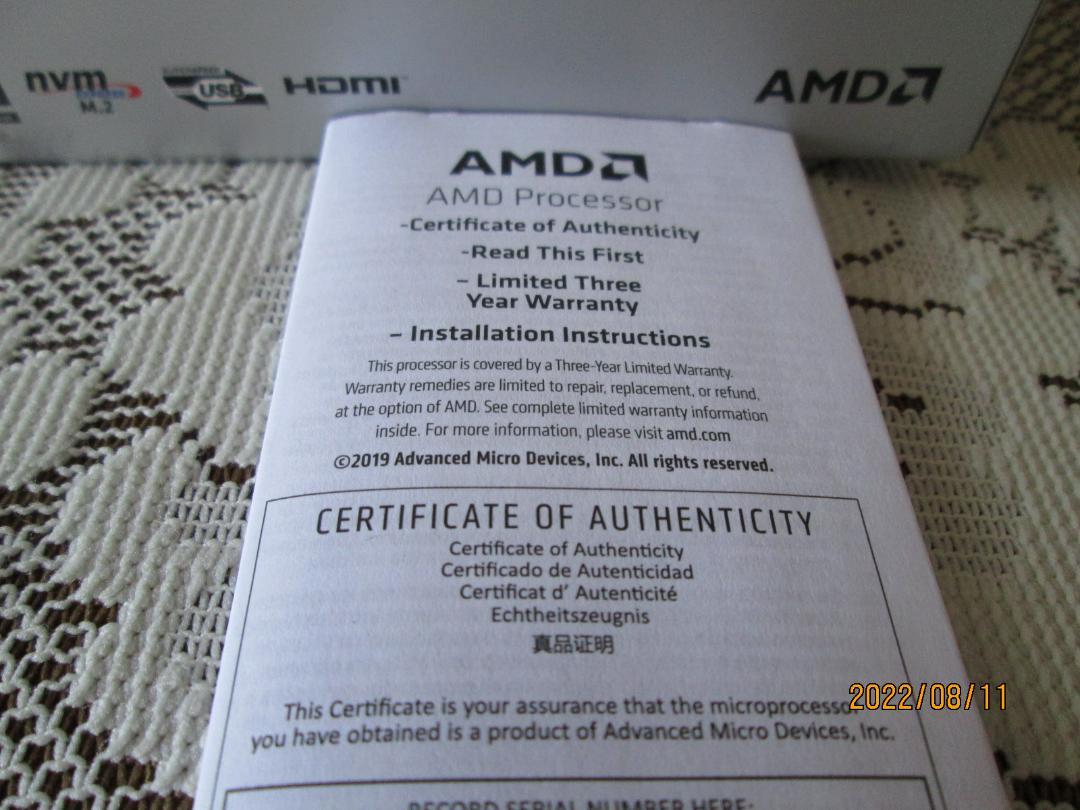 nvm
M.2
USB
HDMI
AMD
AMD
AMD Processor
-Certificate of Authenticity
-Read This First
– Limited Three
Year Warranty
– Installation Instructions
This processor is covered by a Three-Year Limited Warranty.
Warranty remedies are limited to repair, replacement, or refund,
at the option of AMD. See complete limited warranty information
inside. For more information, please visit amd.com
©2019 Advanced Micro Devices, Inc. All rights reserved.
CERTIFICATE OF AUTHENTICITY
Certificate of Authenticity
Certificado de Autenticidad
Certificat d’ Autenticité
Echtheitszeugnis
真品证明
This Certificate is your assurance that the microprocessor
you have obtained is a product of Advanced Micro Devices, Inc.
2022/08/11
RECORD SERIAL NUMBER HERE: